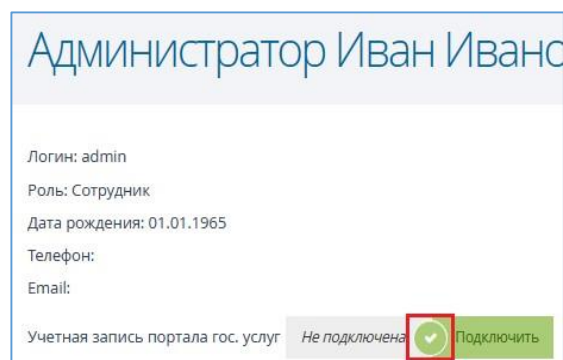 Администратор Иван Ивано
Логин: admin
Роль: Сотрудник
Дата рождения: 01.01.1965
Телефон:
Email:
Учетная запись портала гос. услуг Не подключена Подключить